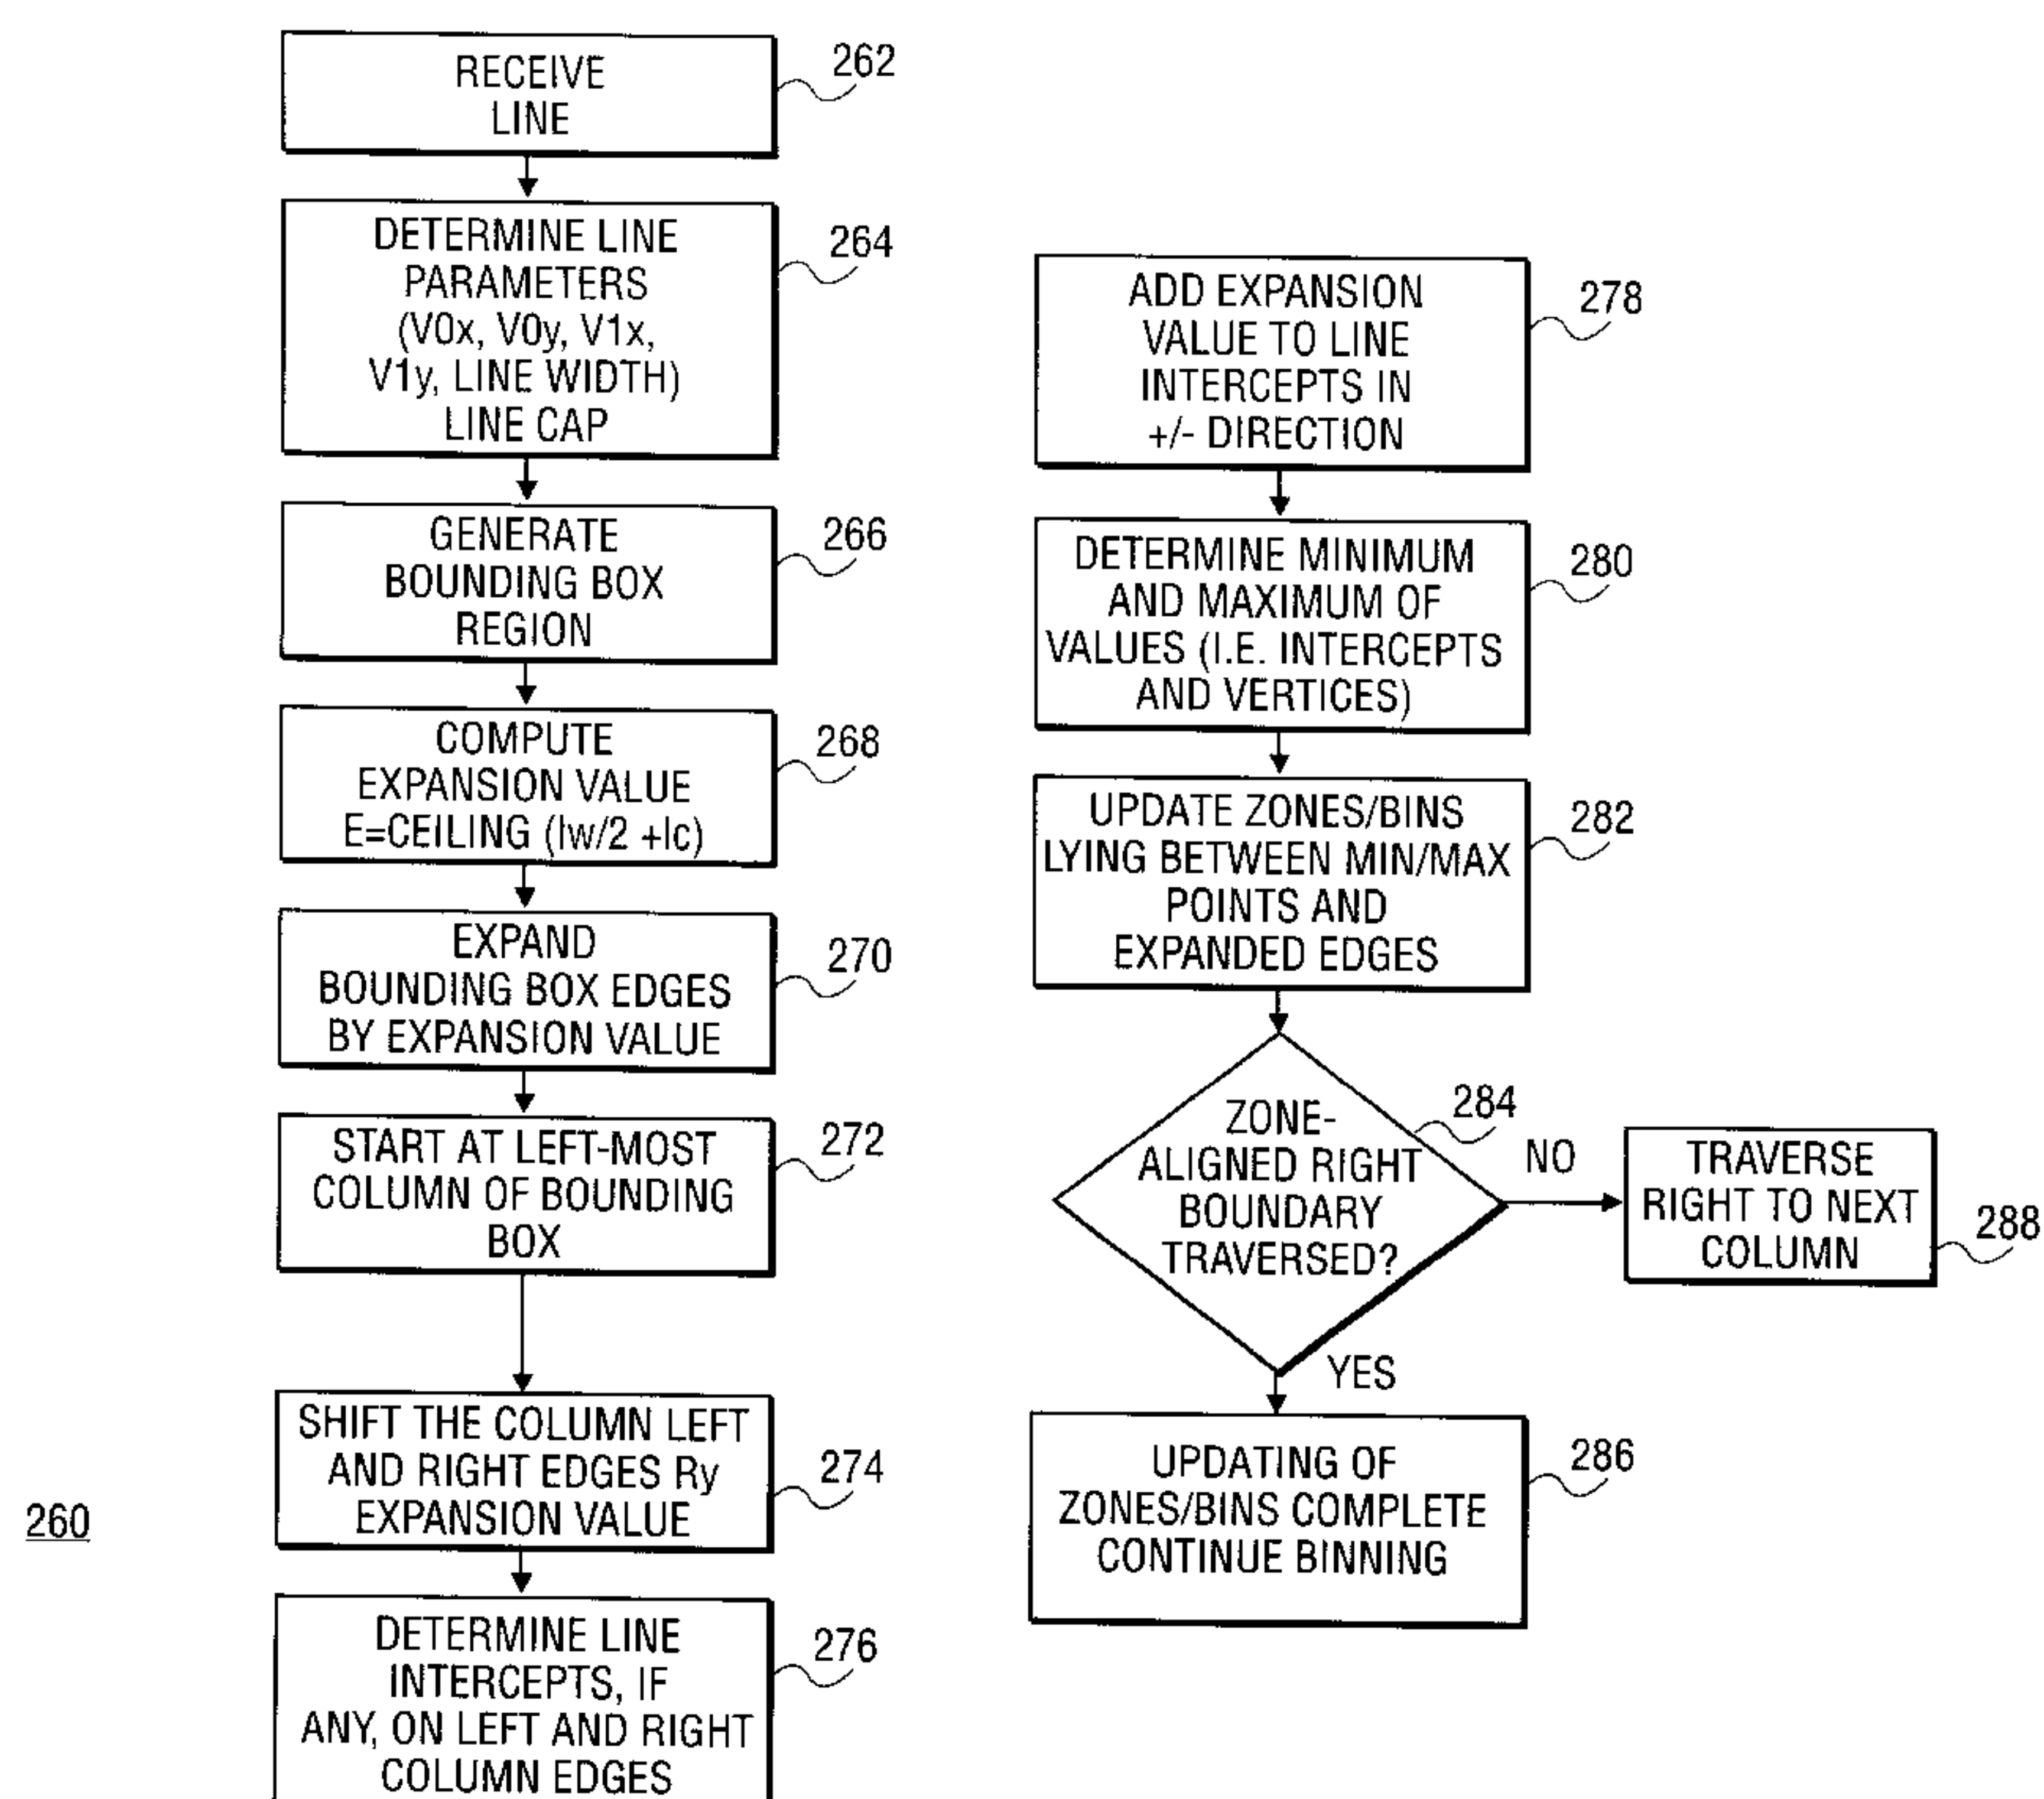 RECEIVE
LINE
262
DETERMINE LINE
PARAMETERS
(V0x, V0y, V1x,
V1y, LINE WIDTH)
LINE CAP
264
GENERATE
BOUNDING BOX
REGION
266
COMPUTE
EXPANSION VALUE
E=CEILING (lw/2 +lc)
268
EXPAND
BOUNDING BOX EDGES
BY EXPANSION VALUE
270
START AT LEFT-MOST
COLUMN OF BOUNDING
BOX
272
SHIFT THE COLUMN LEFT
AND RIGHT EDGES Ry
EXPANSION VALUE
274
260
DETERMINE LINE
INTERCEPTS, IF
ANY, ON LEFT AND RIGHT
COLUMN EDGES
276
ADD EXPANSION
VALUE TO LINE
INTERCEPTS IN
+/- DIRECTION
278
DETERMINE MINIMUM
AND MAXIMUM OF
VALUES (I.E. INTERCEPTS
AND VERTICES)
280
UPDATE ZONES/BINS
LYING BETWEEN MIN/MAX
POINTS AND
EXPANDED EDGES
282
ZONE-
ALIGNED RIGHT
BOUNDARY
TRAVERSED?
284
NO
TRAVERSE
RIGHT TO NEXT
COLUMN
288
YES
UPDATING OF
ZONES/BINS COMPLETE
CONTINUE BINNING
286